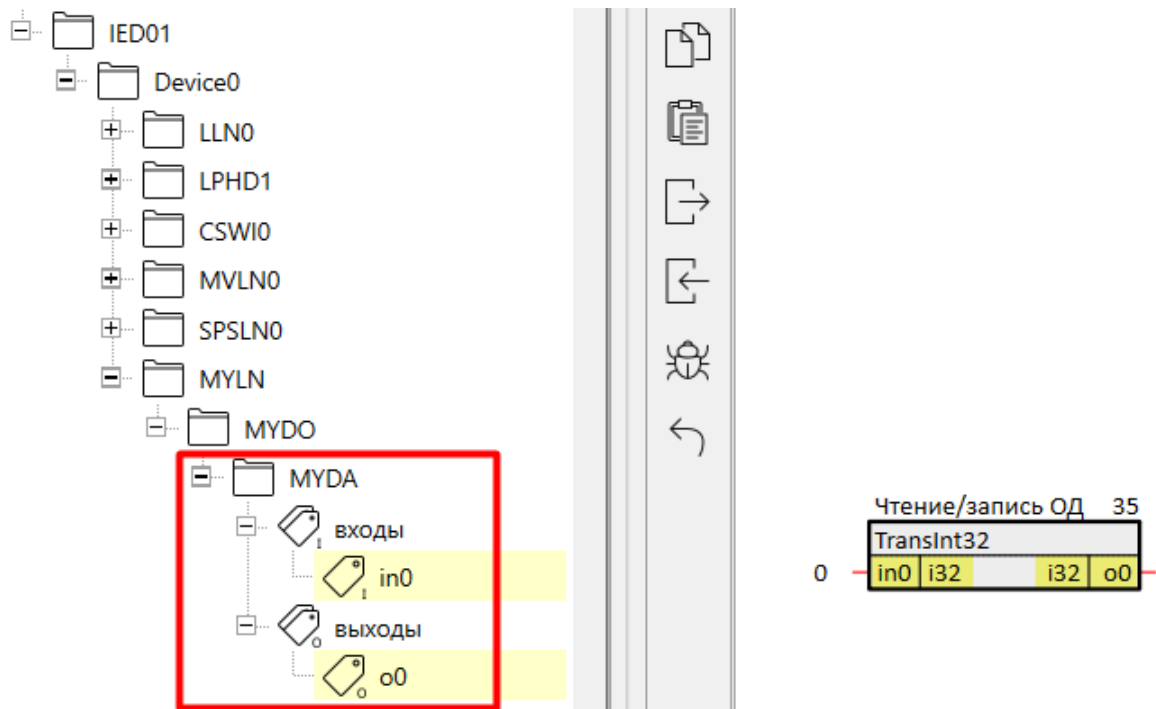 IED01
Device0
LLN0
LPHD1
CSWI0
MVLN0
SPSLN0
MYLN
MYDO
MYDA
входы
I
in0
I
выходы
O
o0
O
Чтение/запись ОД 35
TransInt32
0 in0 i32 i32 o0